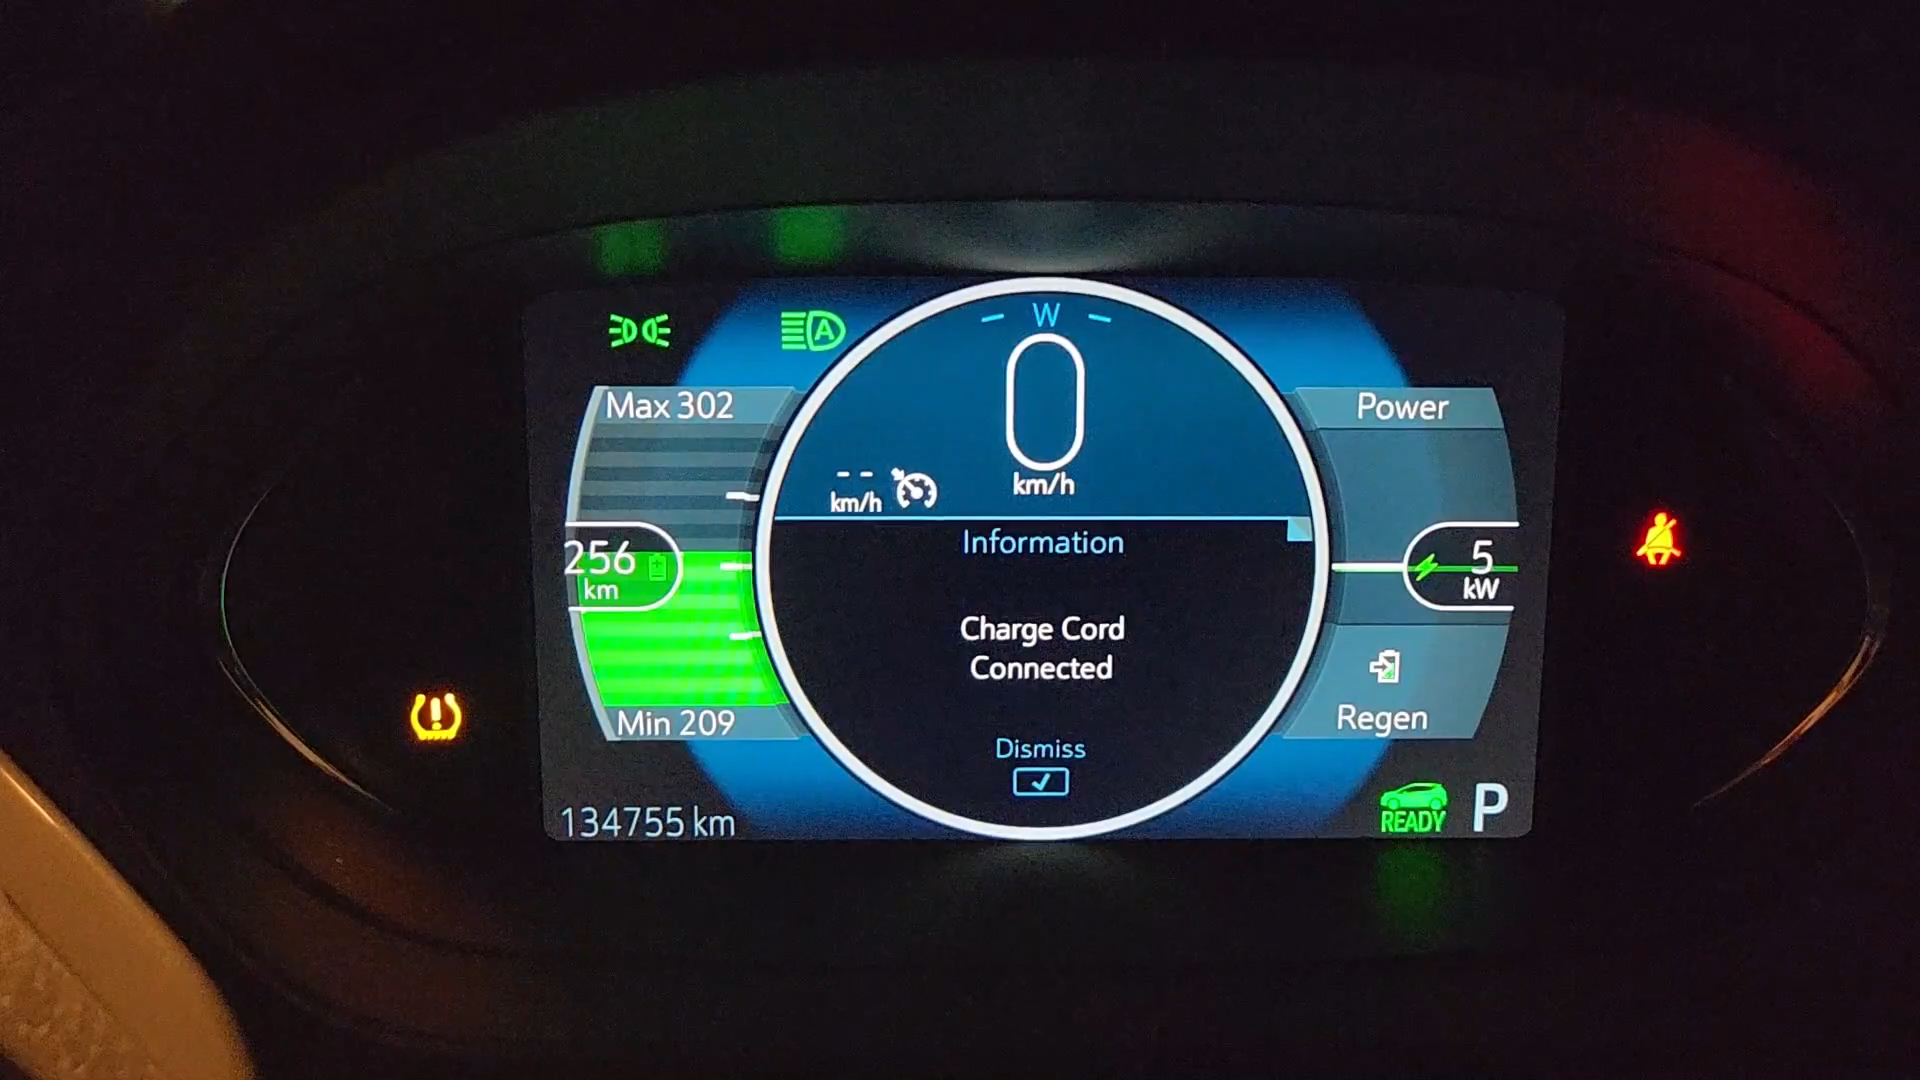 W
0
km/h
-- km/h
Max 302
256
km
Min 209
134755 km
Information
Charge Cord
Connected
Dismiss
Power
5
kW
Regen
READY
P
A